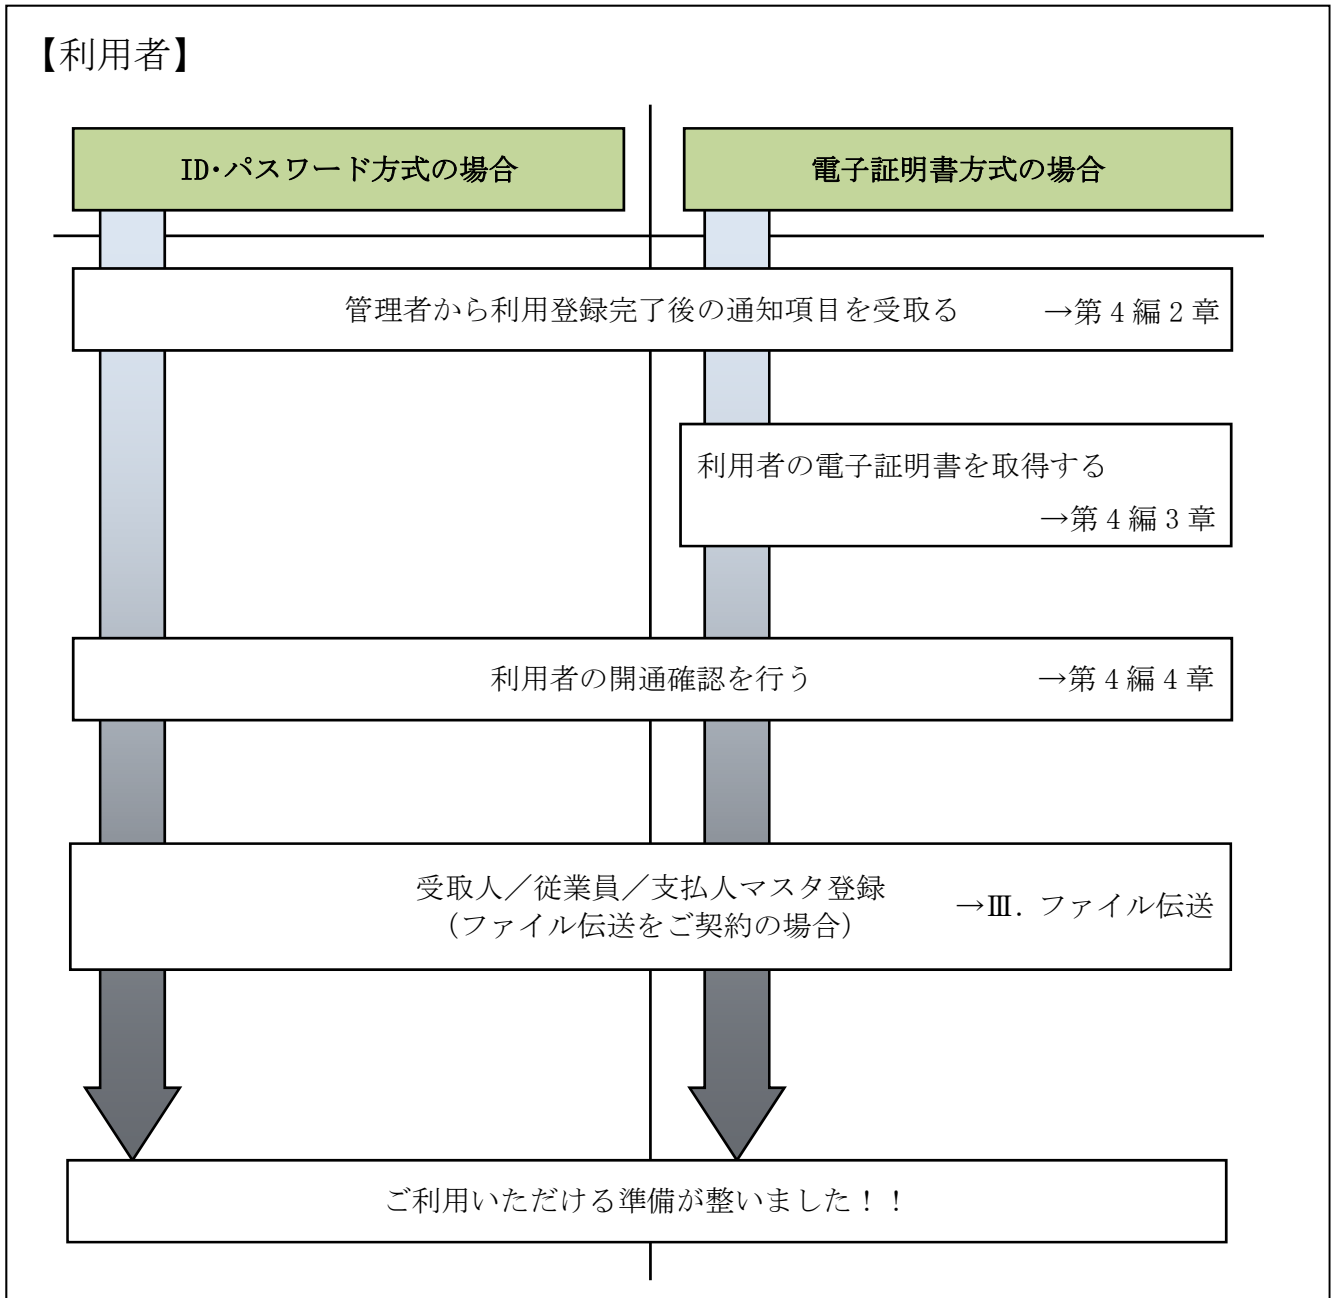 【利用者】
ID・パスワード方式の場合
電子証明書方式の場合
管理者から利用登録完了後の通知項目を受取る →第４編２章
利用者の電子証明書を取得する
→第４編３章
利用者の開通確認を行う →第４編４章
受取人／従業員／支払人マスタ登録
（ファイル伝送をご契約の場合）
→Ⅲ．ファイル伝送
ご利用いただける準備が整いました！！